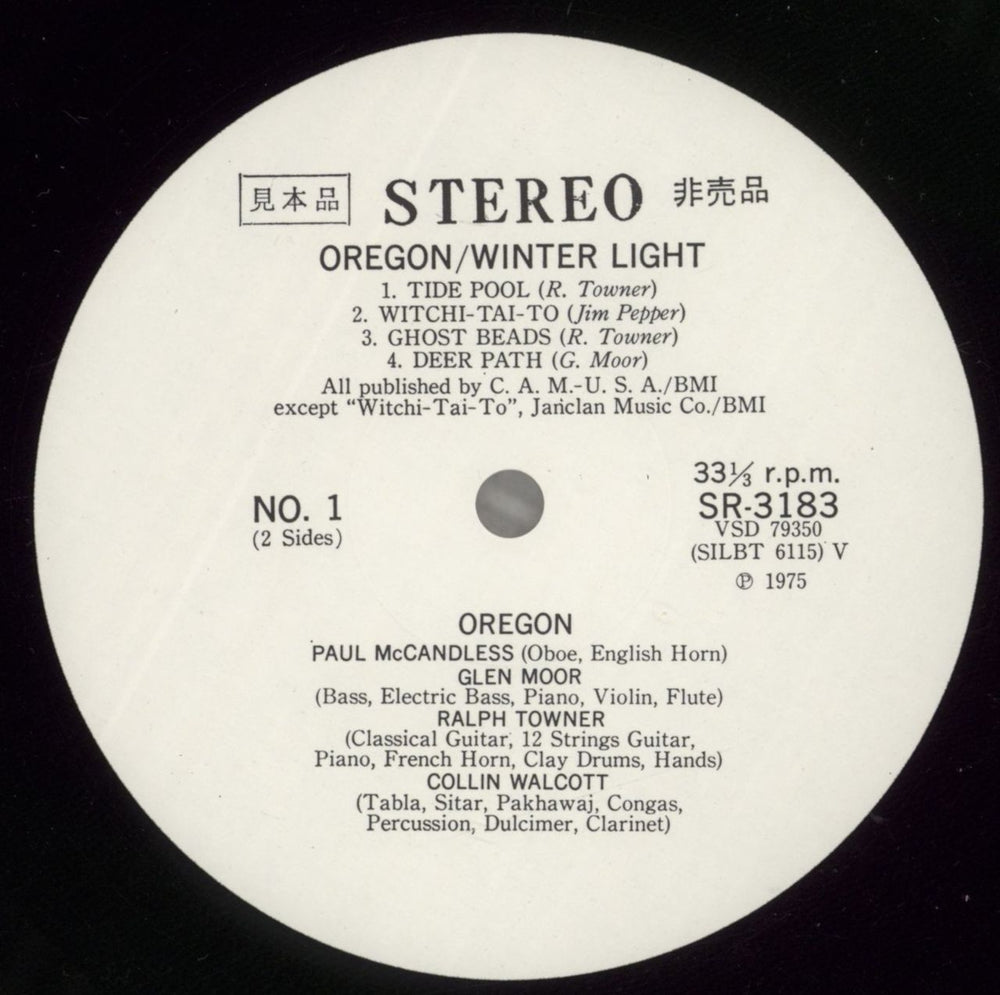 見本品 STEREO 非売品
OREGON/WINTER LIGHT
1. TIDE POOL (R. Towner)
2. WITCHI-TAI-TO (Jim Pepper)
3. GHOST BEADS (R. Towner)
4. DEER PATH (G. Moor)
All published by C. A. M.-U. S. A./BMI
except “Witchi-Tai-To”, Janclan Music Co./BMI
NO. 1
(2 Sides)
33⅓ r.p.m.
SR-3183
VSD 79350
(SILBT 6115) V
℗ 1975
OREGON
PAUL McCANDLESS (Oboe, English Horn)
GLEN MOOR
(Bass, Electric Bass, Piano, Violin, Flute)
RALPH TOWNER
(Classical Guitar, 12 Strings Guitar,
Piano, French Horn, Clay Drums, Hands)
COLLIN WALCOTT
(Tabla, Sitar, Pakhawaj, Congas,
Percussion, Dulcimer, Clarinet)